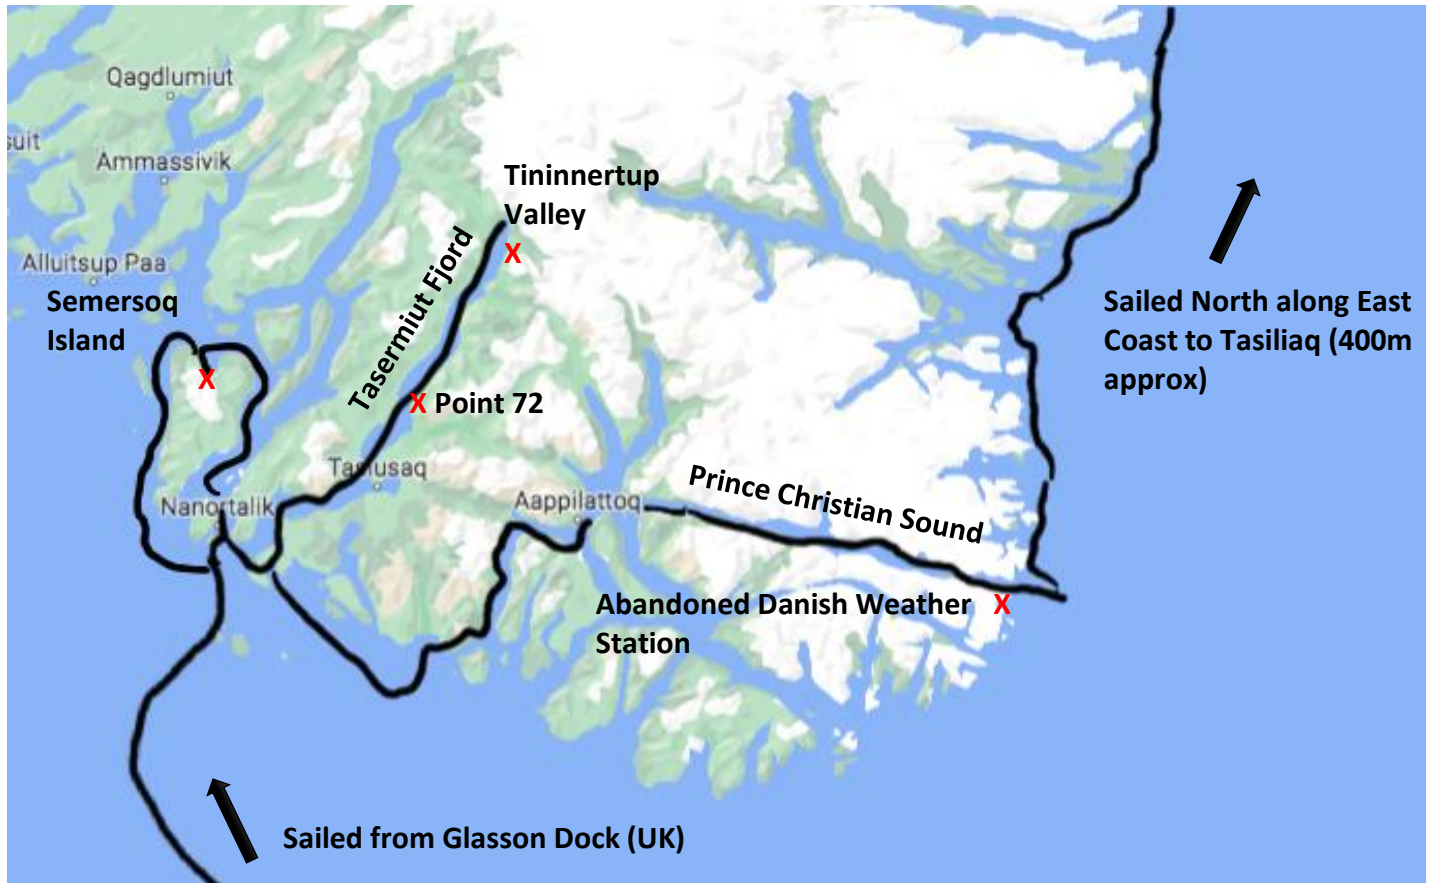 Qagdlumiut
suit
Ammassivik
Tininnertup
Valley
Tasermiut Fjord
Alluitsup Paa
Semersoq
Island
X
X
Sailed North along East
Coast to Tasiliaq (400m
approx)
X Point 72
Tasiusaq
Nanortalik
Aappilattoq
Prince Christian Sound
Abandoned Danish Weather
Station
X
Sailed from Glasson Dock (UK)